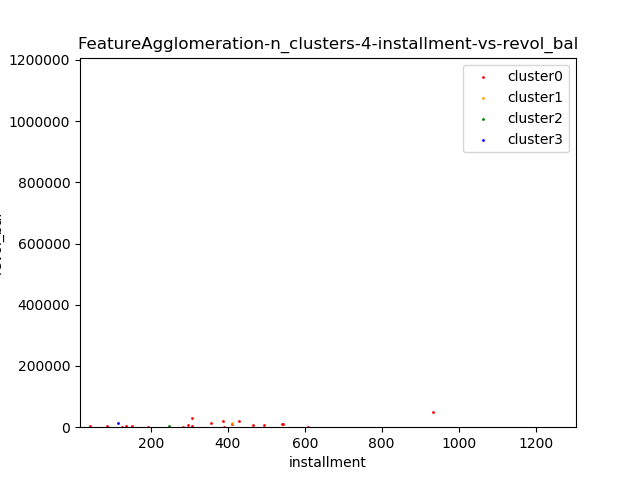 FeatureAgglomeration-n_clusters-4-installment-vs-revol_bal
1200000
1000000
800000
600000
400000
200000
0
200
400
600
800
1000
1200
installment
cluster0
cluster1
cluster2
cluster3